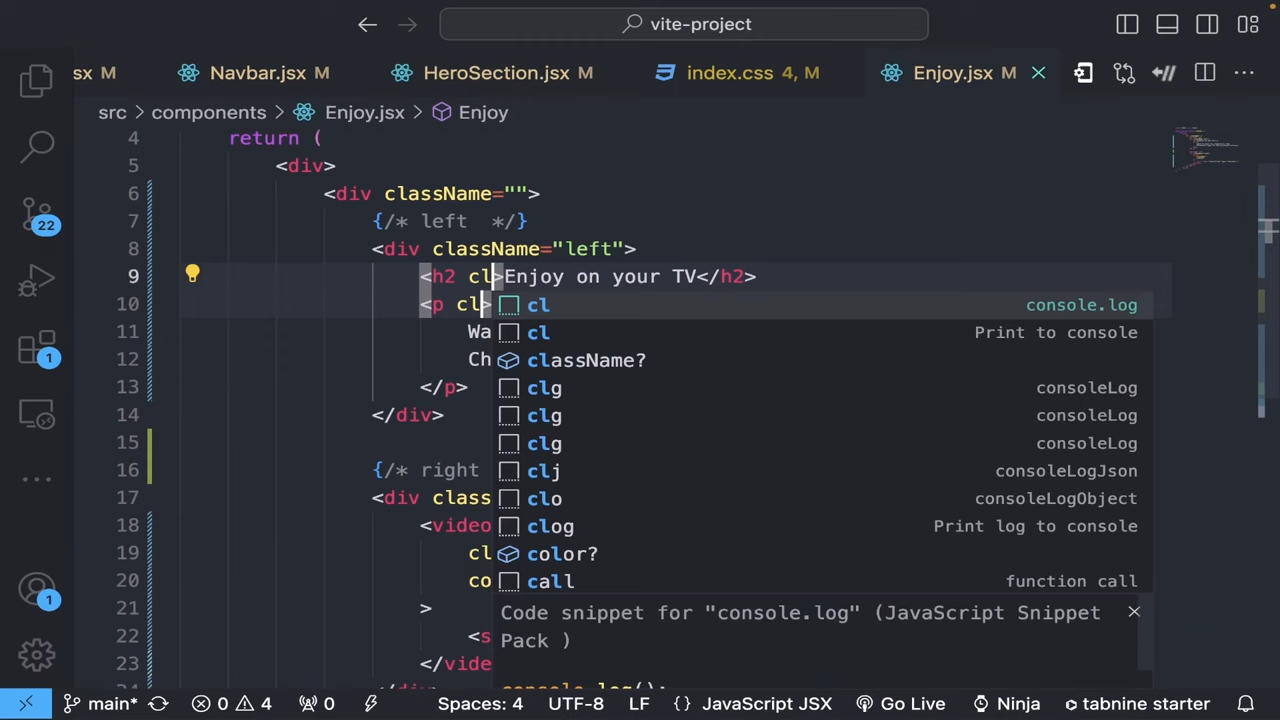 vite-project
sx M
Navbar.jsx M
HeroSection.jsx M
index.css 4, M
Enjoy.jsx M
src > components > Enjoy.jsx > Enjoy
4 return (
5 <div>
6 <div className="">
7 {/* left  */}
8 <div className="left">
9 <h2 cl>Enjoy on your TV</h2>
10 <p cl>
11 Wa
12 Ch
13 </p>
14 </div>
15
16 {/* right
17 <div class
18 <video
19 cl
20 co
21 >
22 <s
23 </vide
cl console.log
cl Print to console
className?
clg consoleLog
clg consoleLog
clg consoleLog
clj consoleLogJson
clo consoleLogObject
clog Print log to console
color?
call function call
Code snippet for "console.log" (JavaScript Snippet
Pack )
console.log();
22
1
1
main* 0 4 0 Spaces: 4 UTF-8 LF {} JavaScript JSX Go Live Ninja tabnine starter